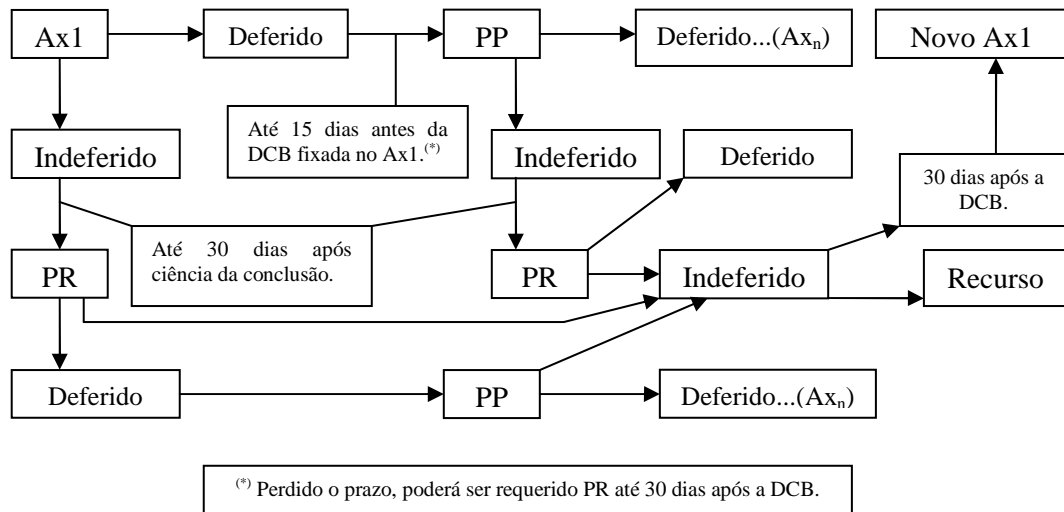 Ax1
Deferido
PP
Deferido...(Axₙ)
Novo Ax1
Até 15 dias antes da
DCB fixada no Ax1.(*)
Indeferido
Indeferido
Deferido
30 dias após a
DCB.
Até 30 dias após
ciência da conclusão.
PR
PR
Indeferido
Recurso
Deferido
PP
Deferido...(Axₙ)
(*) Perdido o prazo, poderá ser requerido PR até 30 dias após a DCB.